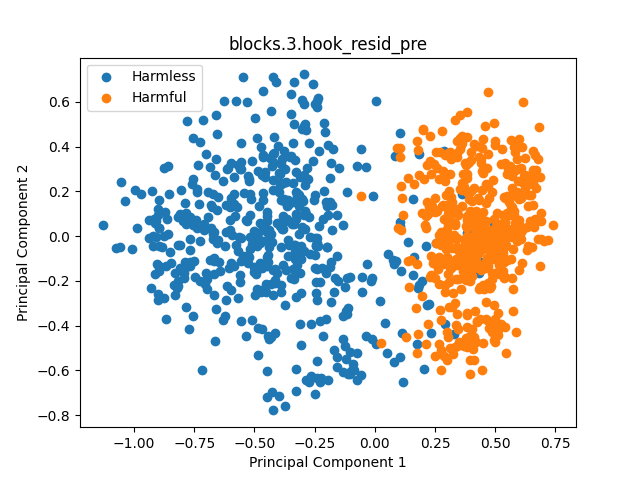 blocks.3.hook_resid_pre
Harmless
Harmful
0.6
0.4
0.2
0.0
−0.2
−0.4
−0.6
−0.8
Principal Component 2
−1.00 −0.75 −0.50 −0.25 0.00 0.25 0.50 0.75
Principal Component 1